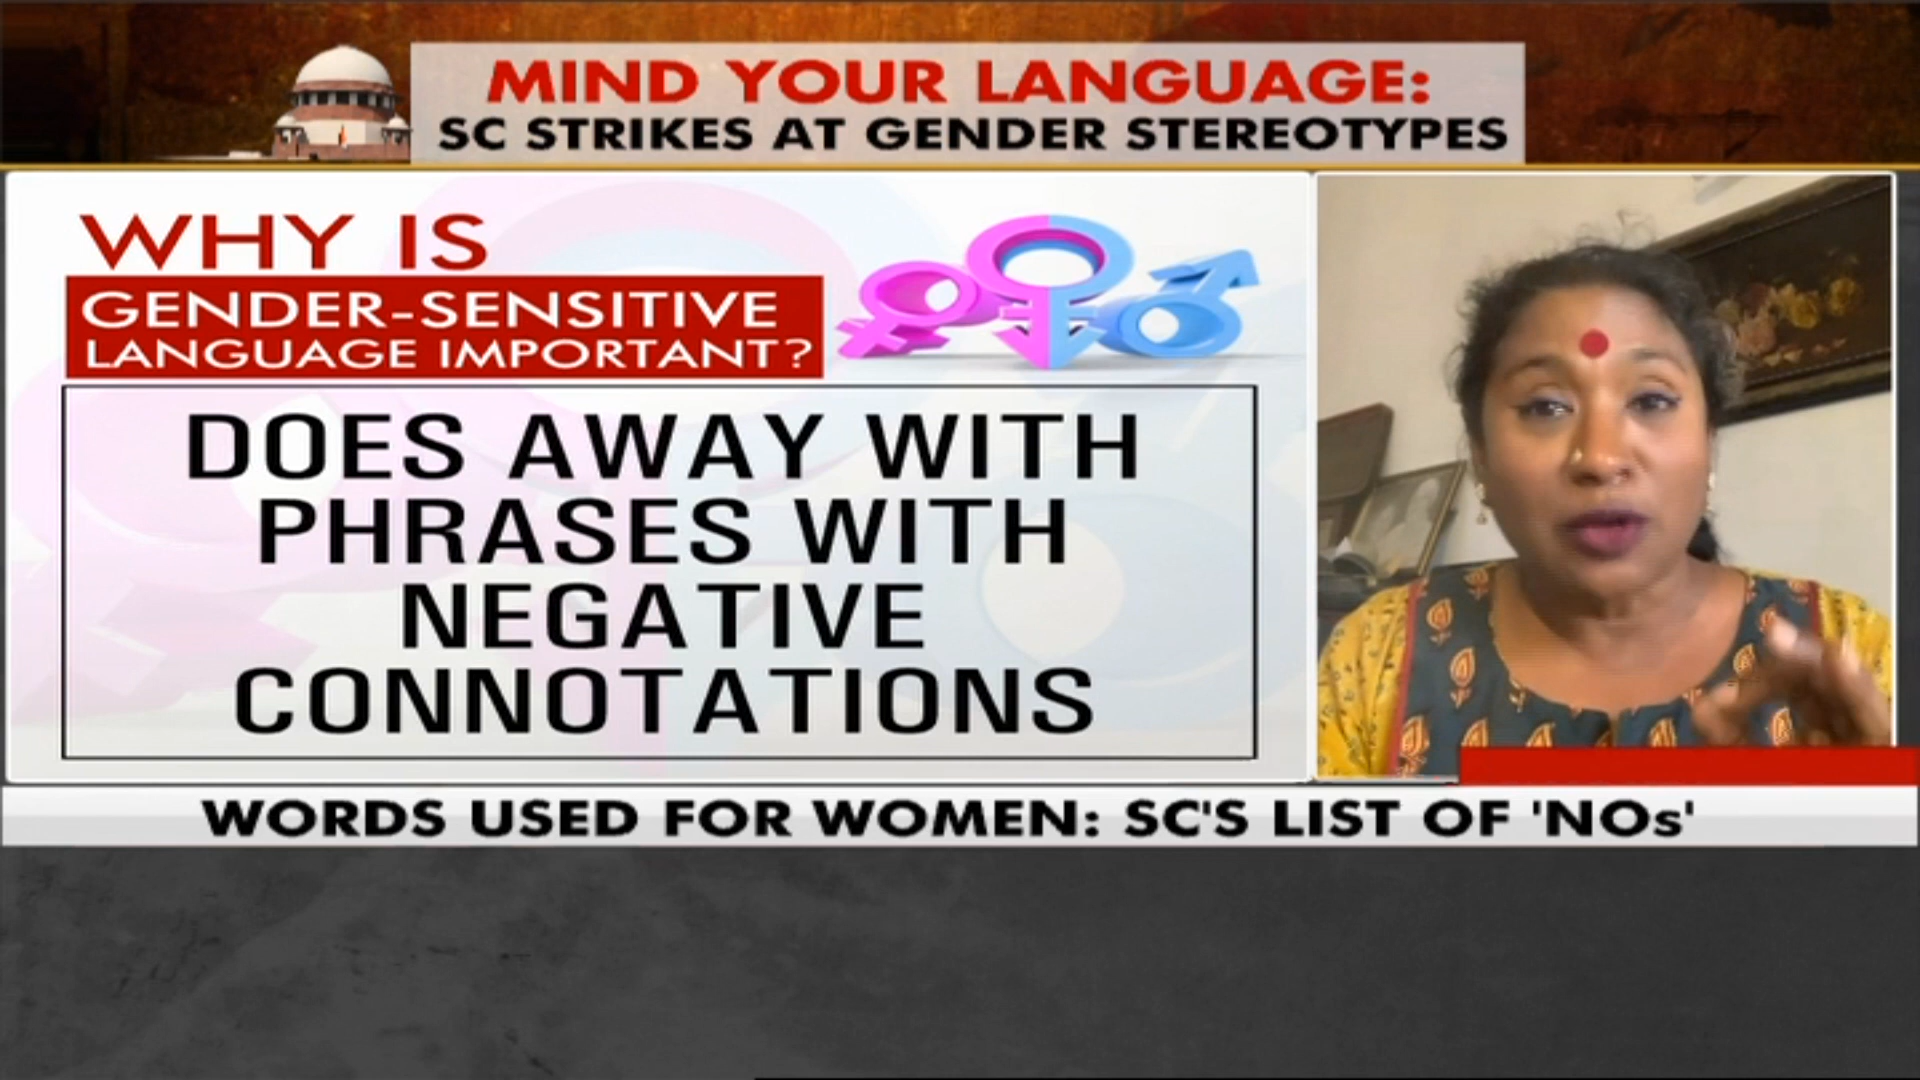 MIND YOUR LANGUAGE:
SC STRIKES AT GENDER STEREOTYPES
WHY IS
GENDER-SENSITIVE
LANGUAGE IMPORTANT?
DOES AWAY WITH
PHRASES WITH
NEGATIVE
CONNOTATIONS
WORDS USED FOR WOMEN: SC'S LIST OF 'NOs'